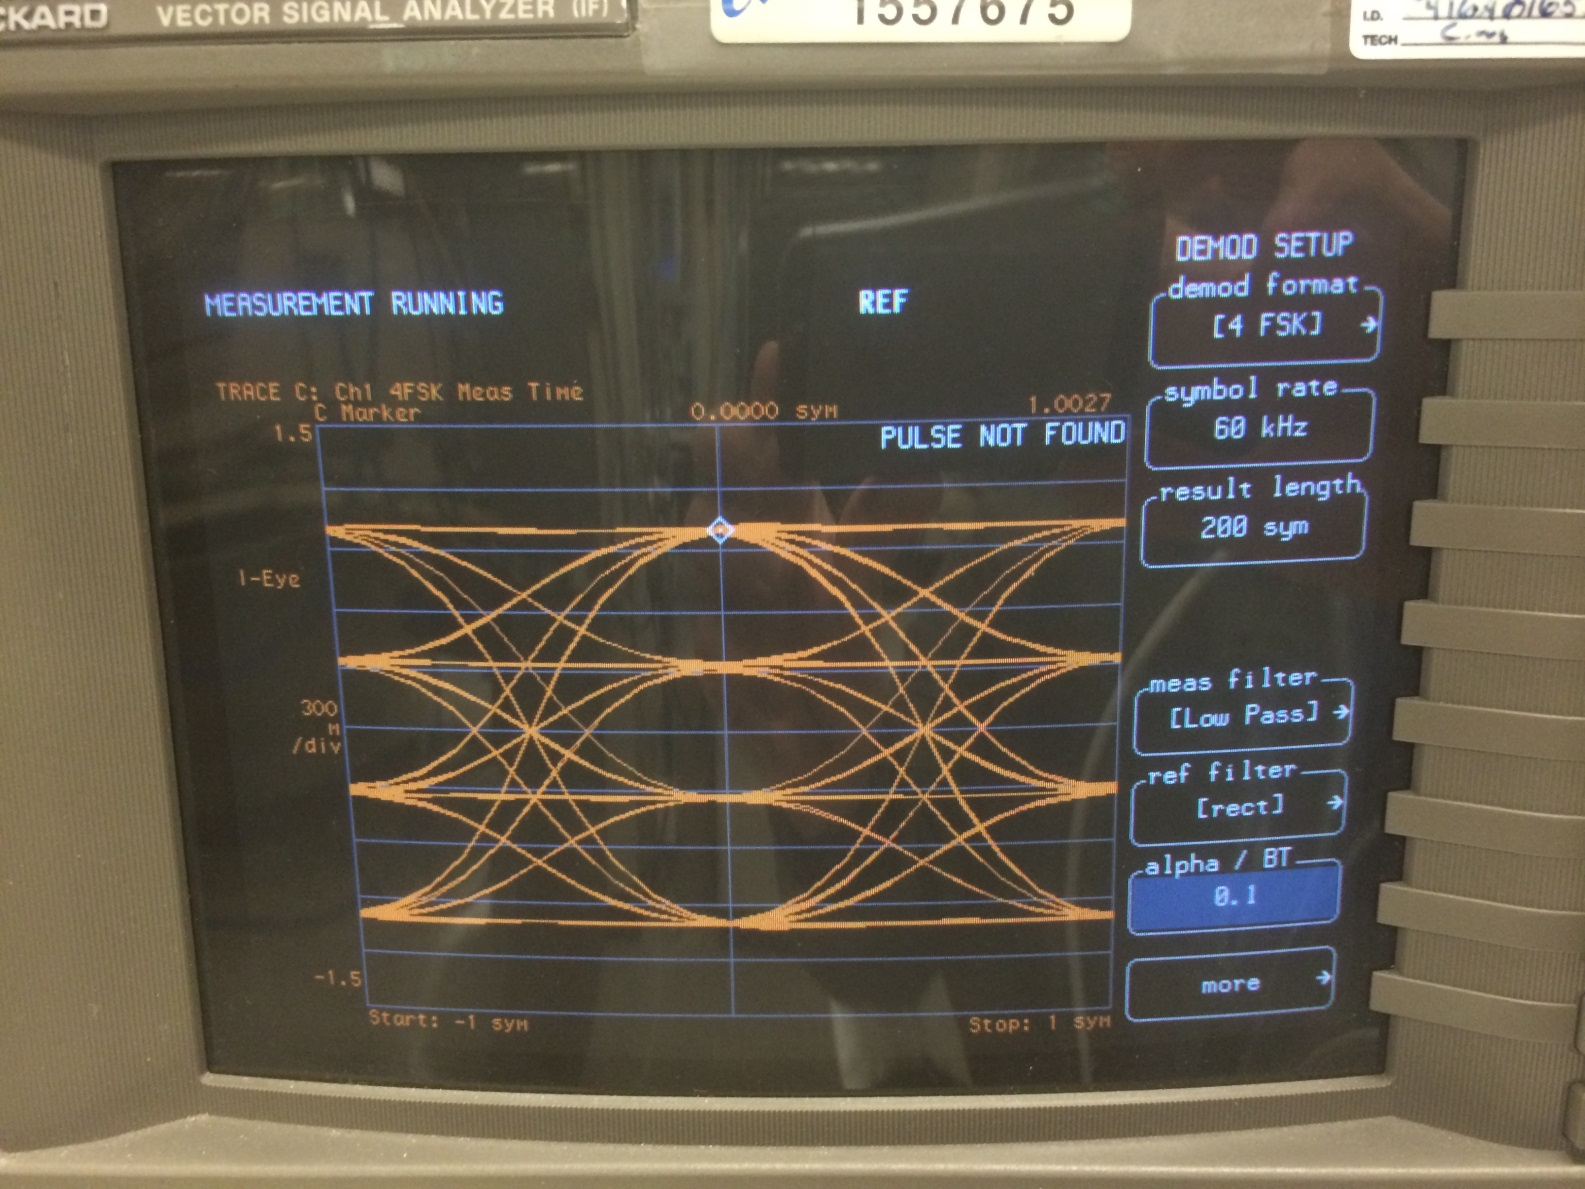 CKARD VECTOR SIGNAL ANALYZER (IF)
1557675
I.D.
TECH
DEMOD SETUP
demod format
[4 FSK]
MEASUREMENT RUNNING REF
TRACE C: Ch1 4FSK Meas Time
C Marker 0.0000 sym 1.0027
1.5
PULSE NOT FOUND
symbol rate
60 kHz
result length
200 sym
I-Eye
300
M
/div
meas filter
[Low Pass]
ref filter
[rect]
alpha / BT
0.1
-1.5
more
Start: -1 sym Stop: 1 sym